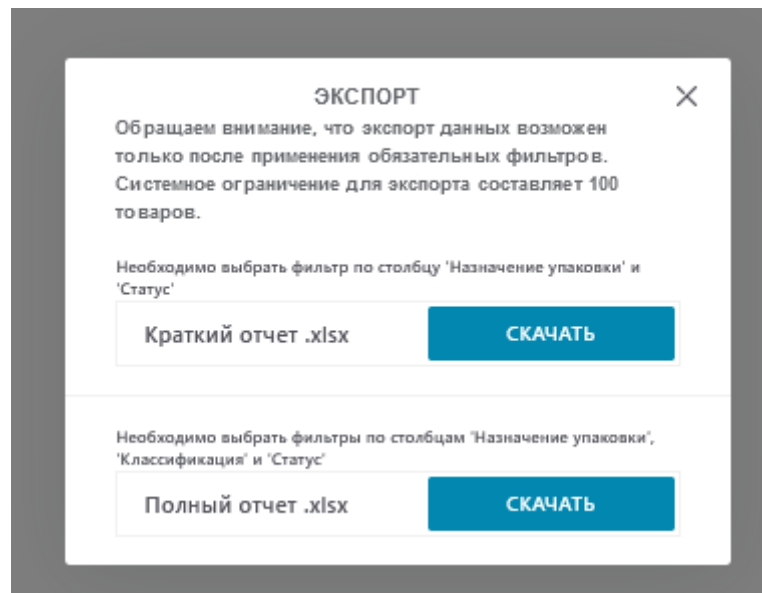 ЭКСПОРТ
Обращаем внимание, что экспорт данных возможен
только после применения обязательных фильтров.
Системное ограничение для экспорта составляет 100
товаров.
Необходимо выбрать фильтр по столбцу 'Назначение упаковки' и
'Статус'
Краткий отчет .xlsx
СКАЧАТЬ
Необходимо выбрать фильтры по столбцам 'Назначение упаковки',
'Классификация' и 'Статус'
Полный отчет .xlsx
СКАЧАТЬ